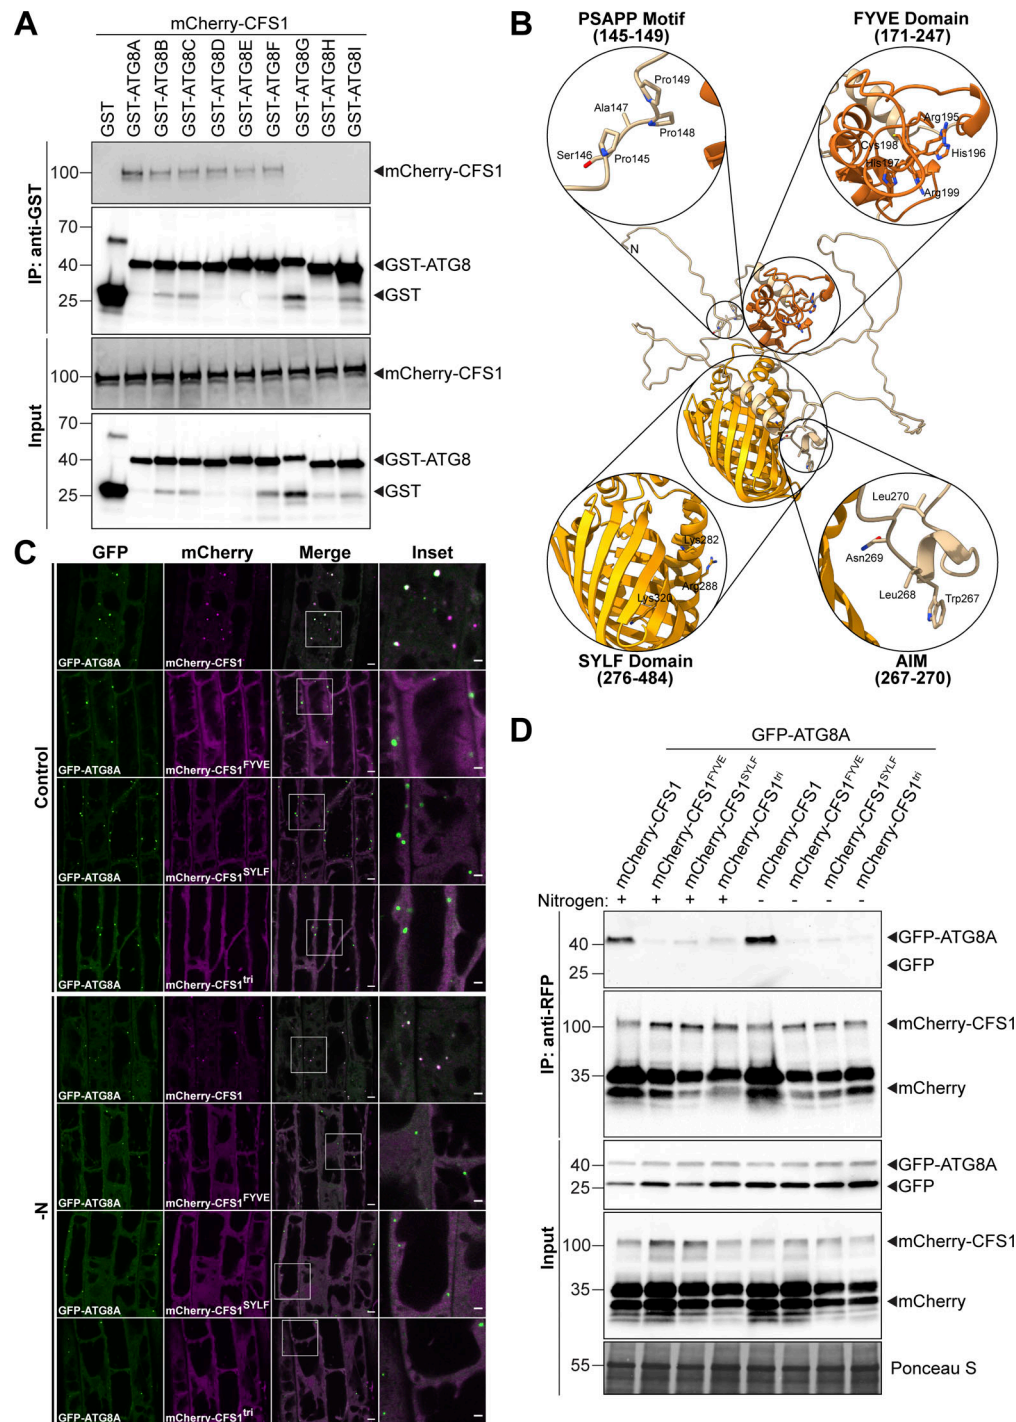 A
mCherry-CFS1
GST
GST-ATG8A
GST-ATG8B
GST-ATG8C
GST-ATG8D
GST-ATG8E
GST-ATG8F
GST-ATG8G
GST-ATG8H
GST-ATG8I
IP: anti-GST
100
mCherry-CFS1
70
40
GST-ATG8
25
GST
Input
100
mCherry-CFS1
70
40
GST-ATG8
25
GST
B
PSAPP Motif
(145-149)
FYVE Domain
(171-247)
Pro149
Ala147
Pro148
Ser146
Pro145
Arg195
Cys198
His196
His197
Arg199
N
Lys282
Arg288
Lys320
Leu270
Asn269
Leu268
Trp267
SYLF Domain
(276-484)
AIM
(267-270)
C
GFP
mCherry
Merge
Inset
Control
GFP-ATG8A
mCherry-CFS1
GFP-ATG8A
mCherry-CFS1FYVE
GFP-ATG8A
mCherry-CFS1SYLF
GFP-ATG8A
mCherry-CFS1tri
-N
GFP-ATG8A
mCherry-CFS1
GFP-ATG8A
mCherry-CFS1FYVE
GFP-ATG8A
mCherry-CFS1SYLF
GFP-ATG8A
mCherry-CFS1tri
D
GFP-ATG8A
mCherry-CFS1
mCherry-CFS1FYVE
mCherry-CFS1SYLF
mCherry-CFS1tri
mCherry-CFS1
mCherry-CFS1FYVE
mCherry-CFS1SYLF
mCherry-CFS1tri
Nitrogen: + + + + - - - -
IP: anti-RFP
40
GFP-ATG8A
25
GFP
100
mCherry-CFS1
35
mCherry
Input
40
GFP-ATG8A
25
GFP
100
mCherry-CFS1
35
mCherry
55
Ponceau S